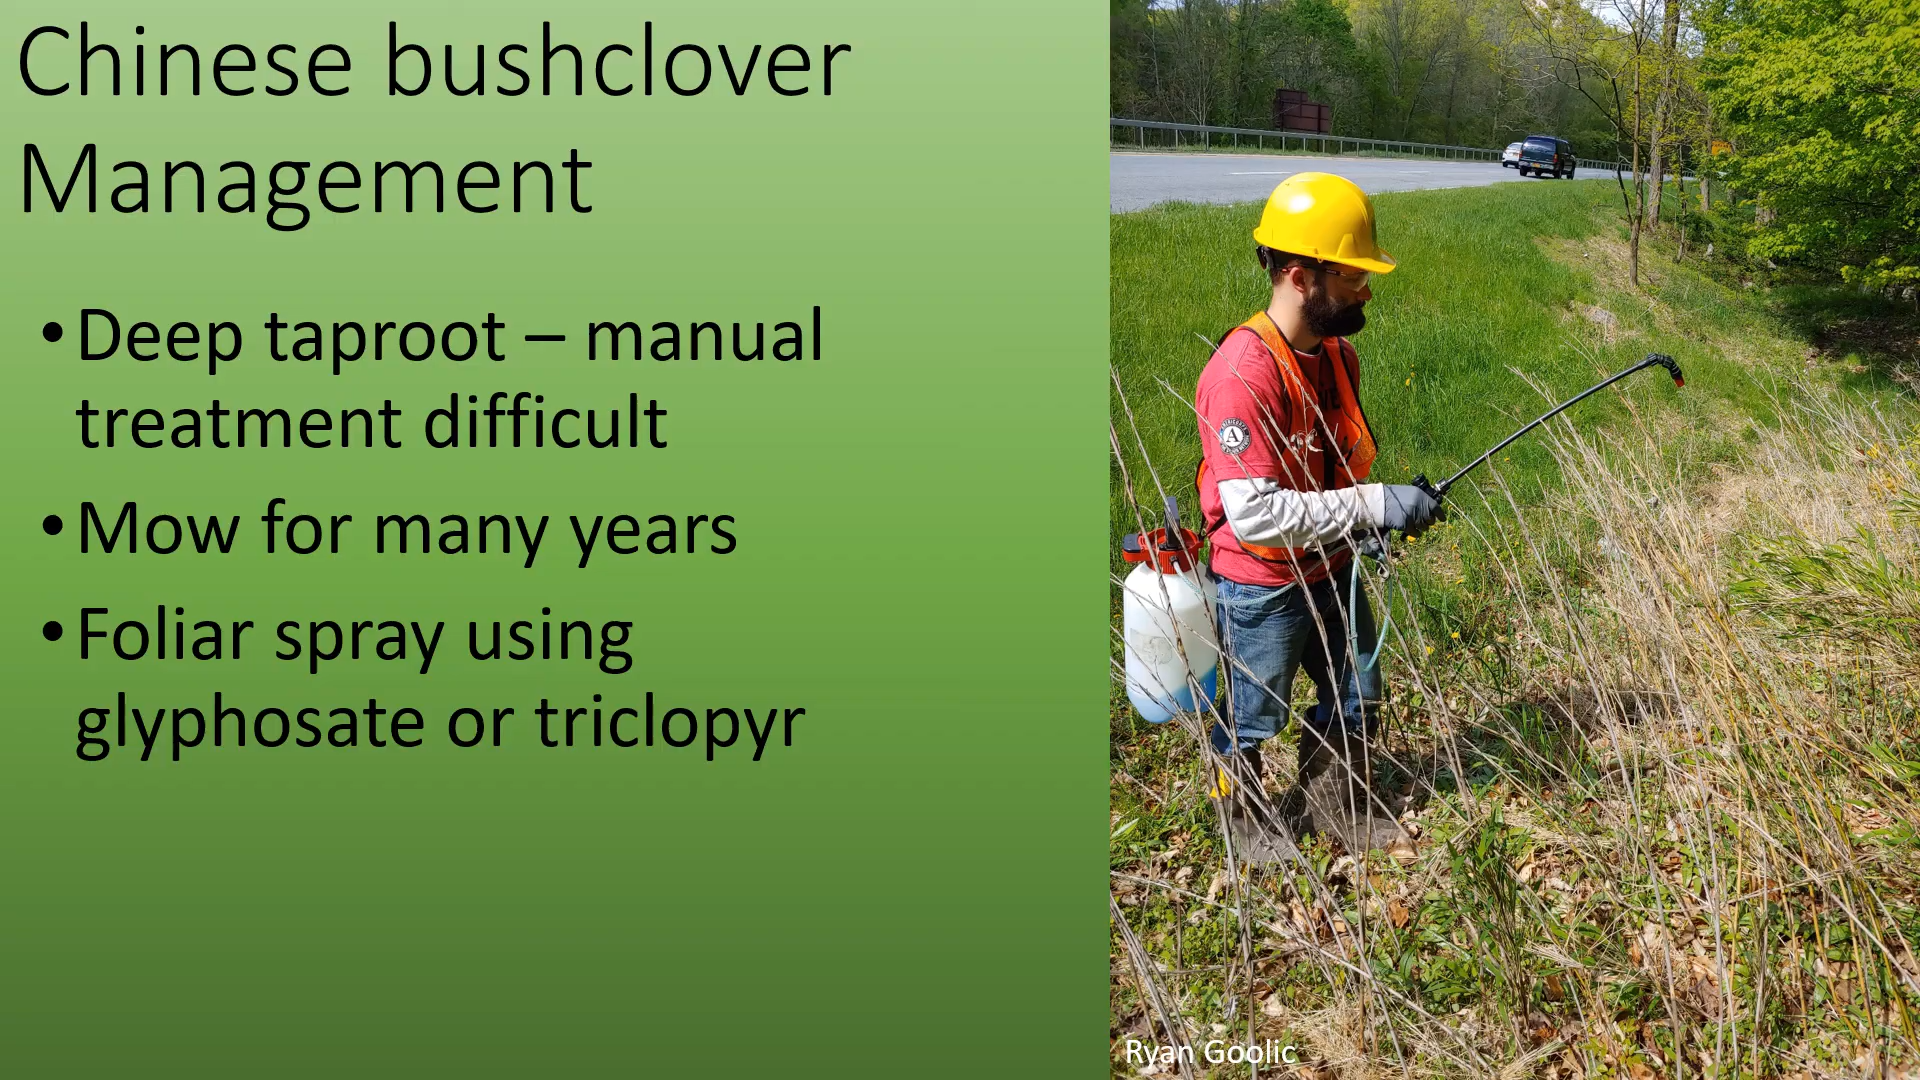 Chinese bushclover
Management
• Deep taproot – manual
treatment difficult
• Mow for many years
• Foliar spray using
glyphosate or triclopyr
A
Ryan Goolic